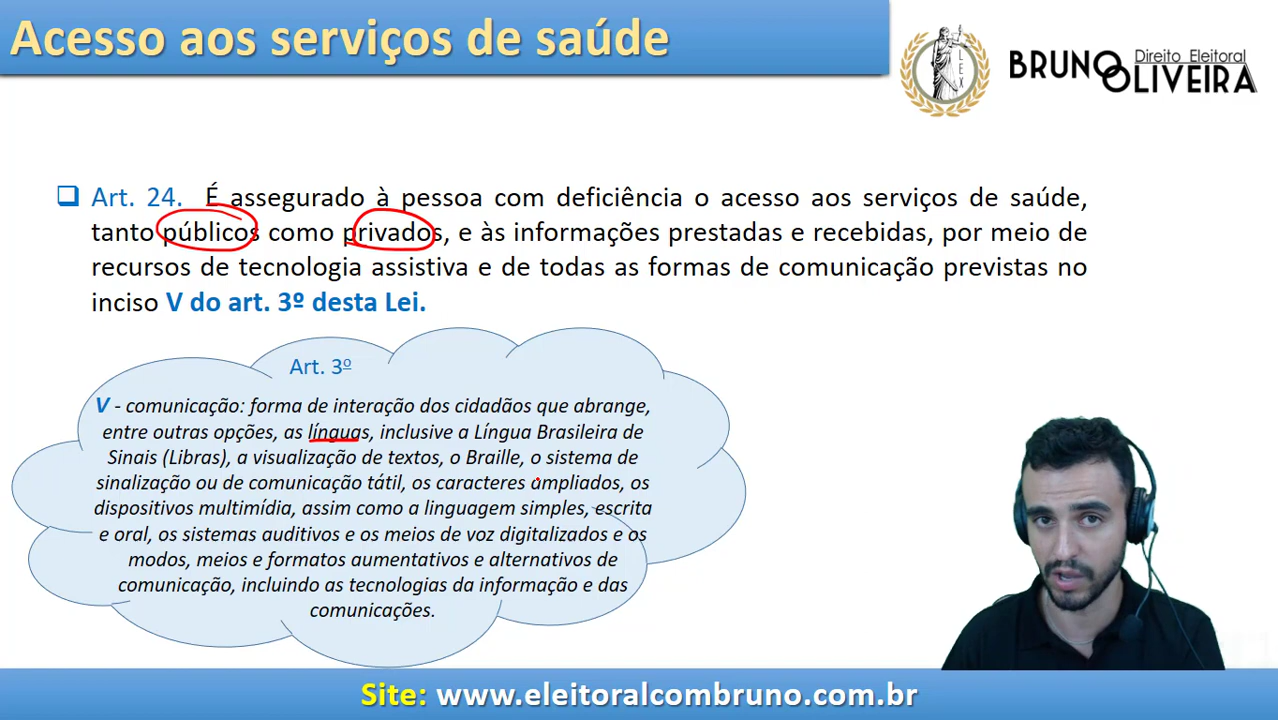 Acesso aos serviços de saúde
LEX
Direito Eleitoral
BRUNO OLIVEIRA
Art. 24. É assegurado à pessoa com deficiência o acesso aos serviços de saúde,
tanto públicos como privados, e às informações prestadas e recebidas, por meio de
recursos de tecnologia assistiva e de todas as formas de comunicação previstas no
inciso V do art. 3º desta Lei.
Art. 3º
V - comunicação: forma de interação dos cidadãos que abrange,
entre outras opções, as línguas, inclusive a Língua Brasileira de
Sinais (Libras), a visualização de textos, o Braille, o sistema de
sinalização ou de comunicação tátil, os caracteres ampliados, os
dispositivos multimídia, assim como a linguagem simples, escrita
e oral, os sistemas auditivos e os meios de voz digitalizados e os
modos, meios e formatos aumentativos e alternativos de
comunicação, incluindo as tecnologias da informação e das
comunicações.
Site: www.eleitoralcombruno.com.br